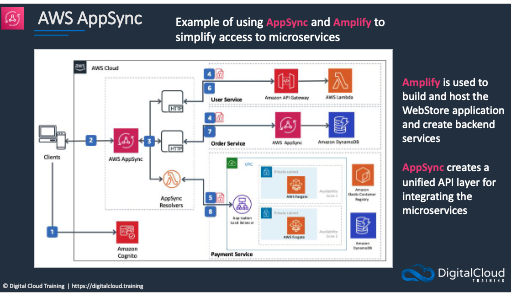 AWS AppSync
Example of using AppSync and Amplify to
simplify access to microservices
AWS Cloud
4
6
HTTP
User Service
Amazon API Gateway
AWS Lambda
2
3
AWS AppSync
Clients
HTTP
4
7
Order Service
AWS AppSync
Amazon DynamoDB
AppSync
Resolvers
5
8
VPC
Private subnet
AWS Fargate
Availability
Private subnet
AWS Fargate
Availability
Application
Load Balancer
Amazon
Elastic Container
Registry
Amazon
DynamoDB
Payment Service
1
Amazon
Cognito
Amplify is used to
build and host the
WebStore application
and create backend
services
AppSync creates a
unified API layer for
integrating the
microservices
DigitalCloud
TRAINING
© Digital Cloud Training | https://digitalcloud.training